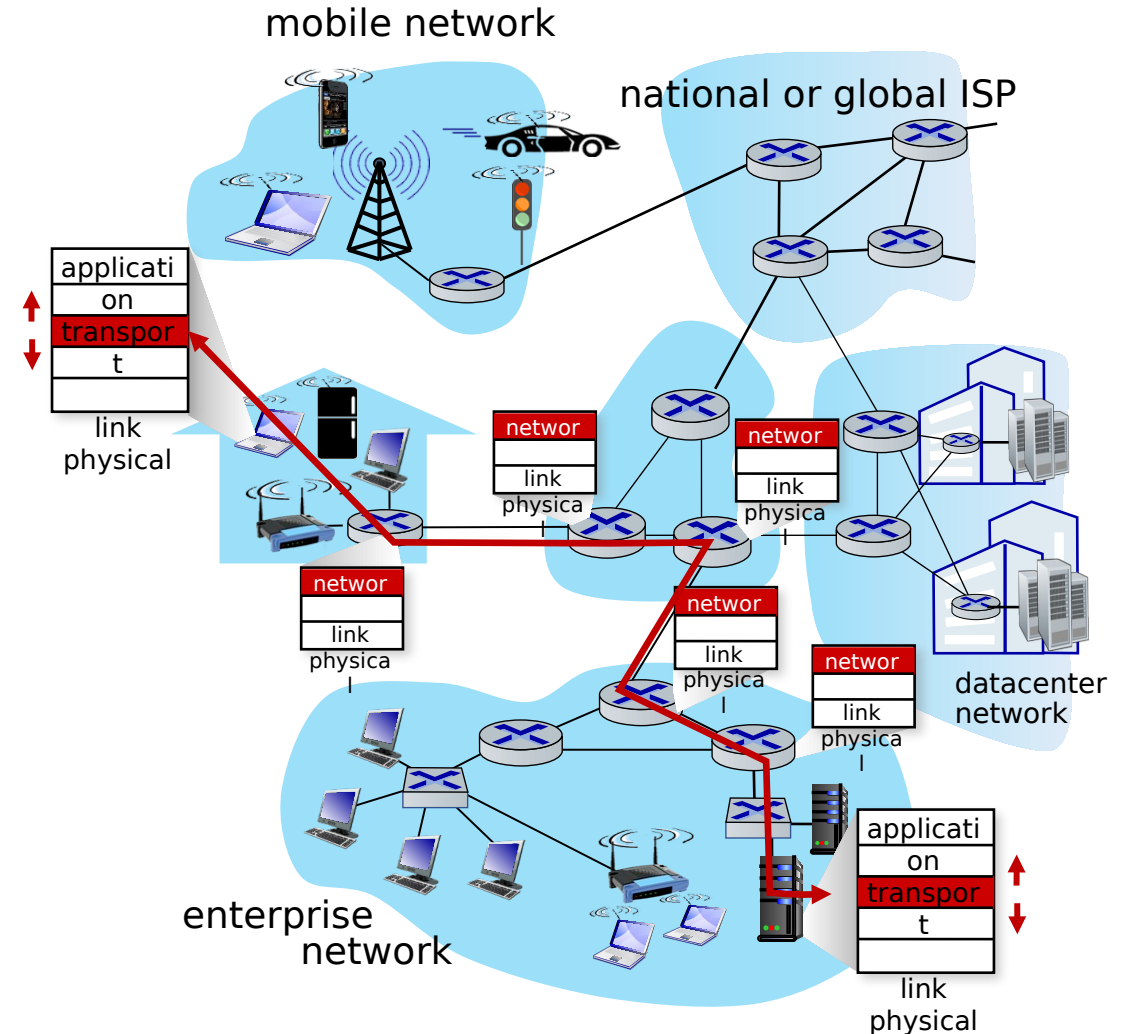 mobile network
national or global ISP
applicati
on
transpor
t
link
physical
networ
link
physica
l
networ
link
physica
l
networ
link
physica
l
networ
link
physica
l
networ
link
physica
l
datacenter
network
applicati
on
transpor
t
link
physical
enterprise
network